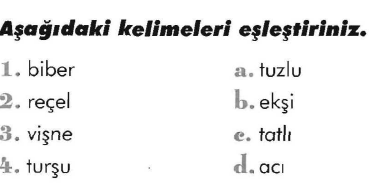 Aşağıdaki kelimeleri eşleştiriniz.
1. biber a. tuzlu
2. reçel b. ekşi
3. vişne c. tatlı
4. turşu d. acı